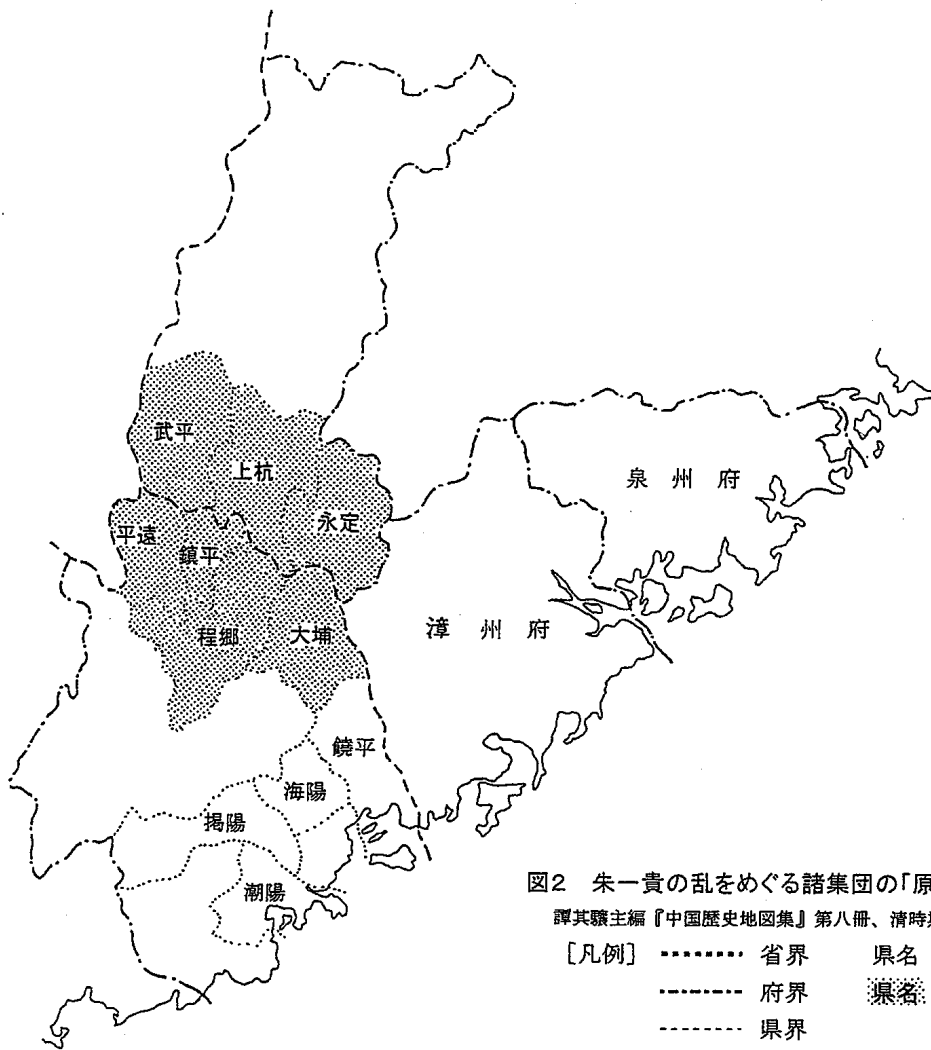 武平
上杭
永定
平遠
鎮平
程郷
大埔
泉州府
漳州府
饒平
海陽
掲陽
潮陽
図2 朱一貴の乱をめぐる諸集団の「原
譚其驤主編『中国歴史地図集』第八冊、清時
[凡例] 省界 県名
府界 県名
県界